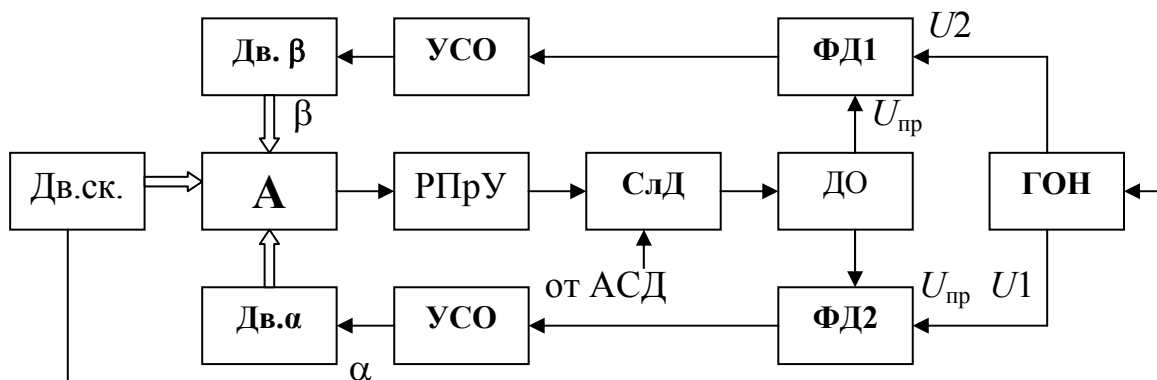 Дв. β УСО ФД1 U2
β Uпр
Дв.ск. А РПрУ СлД ДО ГОН
от АСД Uпр U1
Дв.α УСО ФД2
α